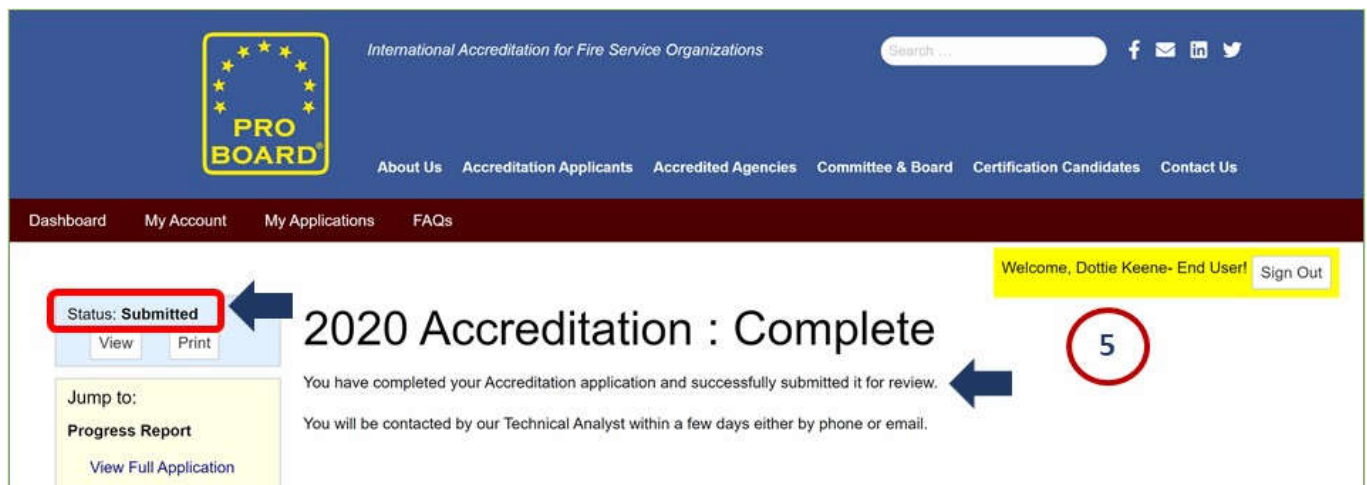 International Accreditation for Fire Service Organizations
Search ...
PRO
BOARD®
About Us Accreditation Applicants Accredited Agencies Committee & Board Certification Candidates Contact Us
Dashboard My Account My Applications FAQs
Welcome, Dottie Keene- End User! Sign Out
Status: Submitted
View Print
2020 Accreditation : Complete
5
You have completed your Accreditation application and successfully submitted it for review.
Jump to:
You will be contacted by our Technical Analyst within a few days either by phone or email.
Progress Report
View Full Application